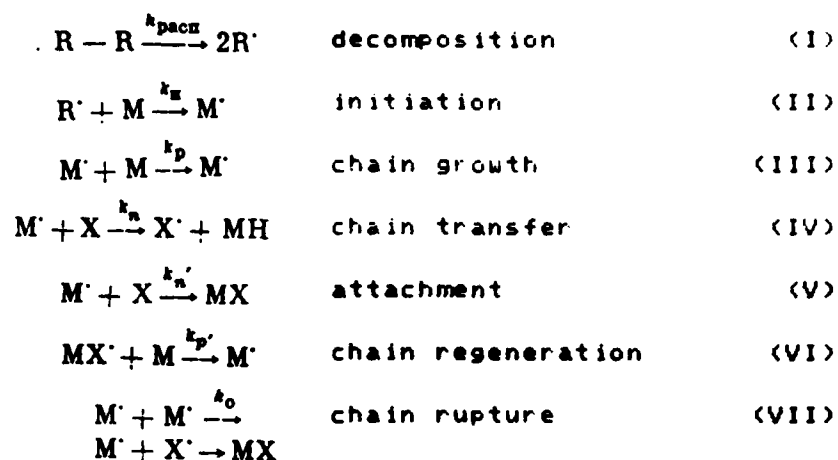 . R – R —k_расп→ 2R· decomposition (I)
R· + M —k_и→ M· initiation (II)
M· + M —k_p→ M· chain growth (III)
M· + X —k_n→ X· + MH chain transfer (IV)
M· + X —k_n'→ MX attachment (V)
MX· + M —k_p'→ M· chain regeneration (VI)
M· + M· —k_o→ chain rupture (VII)
M· + X· → MX